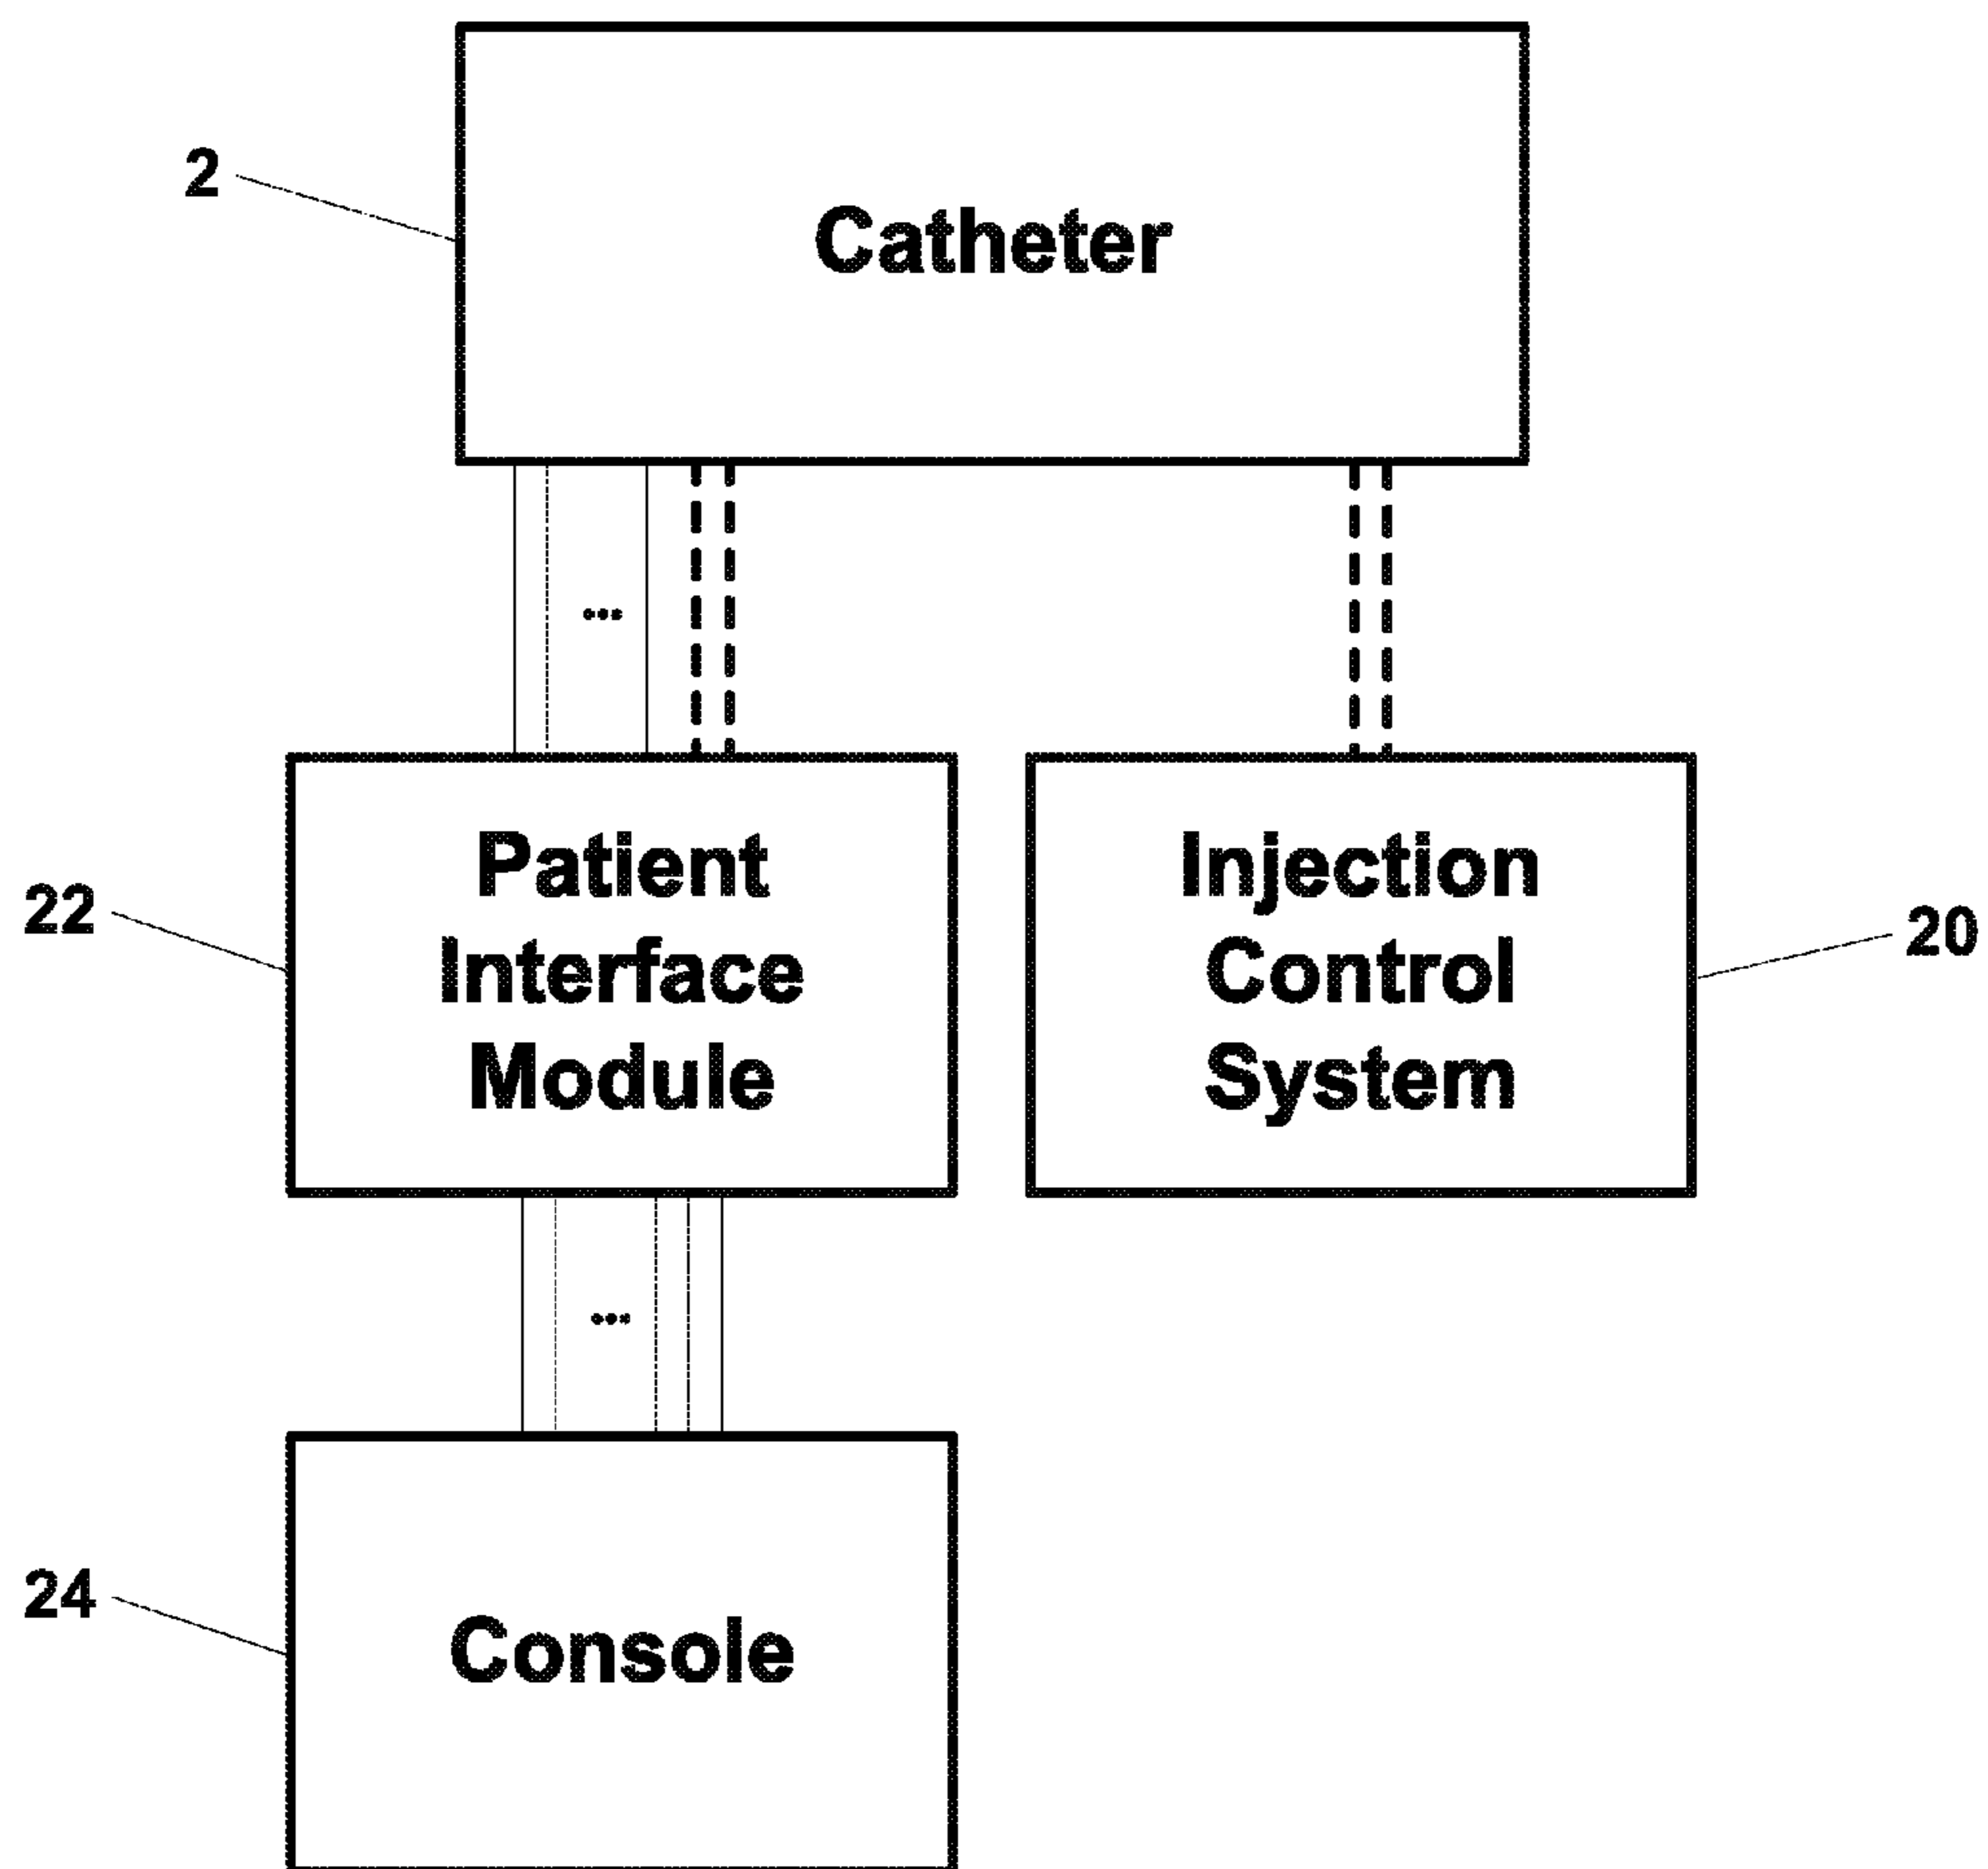 2
Catheter
...
22
Patient
Interface
Module
Injection
Control
System
20
...
24
Console